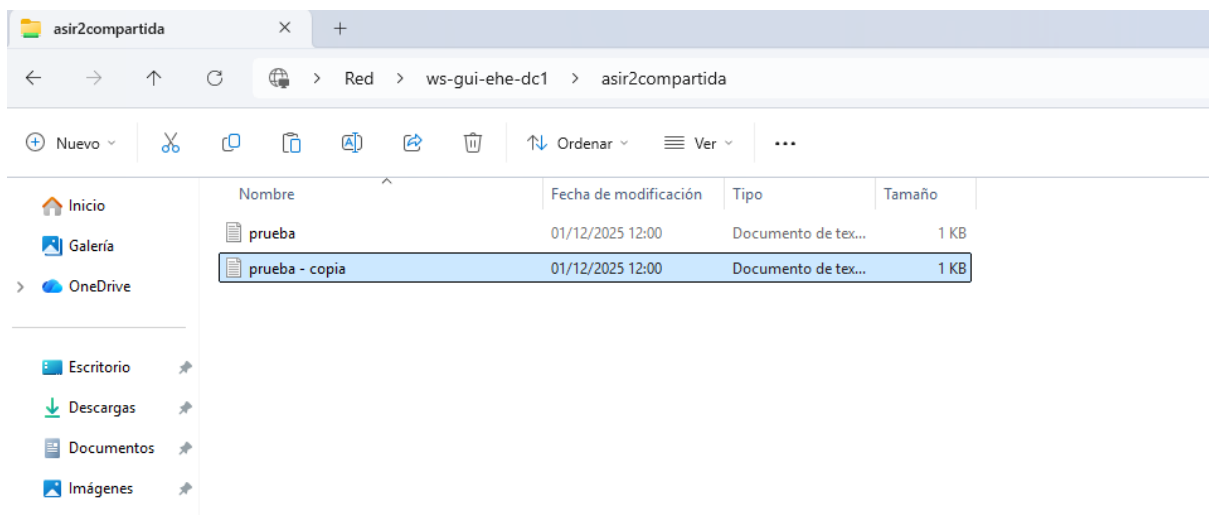 asir2compartida
Red > ws-gui-ehe-dc1 > asir2compartida
Nuevo Ordenar Ver ...
Inicio
Galería
OneDrive
Escritorio
Descargas
Documentos
Imágenes
Nombre Fecha de modificación Tipo Tamaño
prueba 01/12/2025 12:00 Documento de tex... 1 KB
prueba - copia 01/12/2025 12:00 Documento de tex... 1 KB